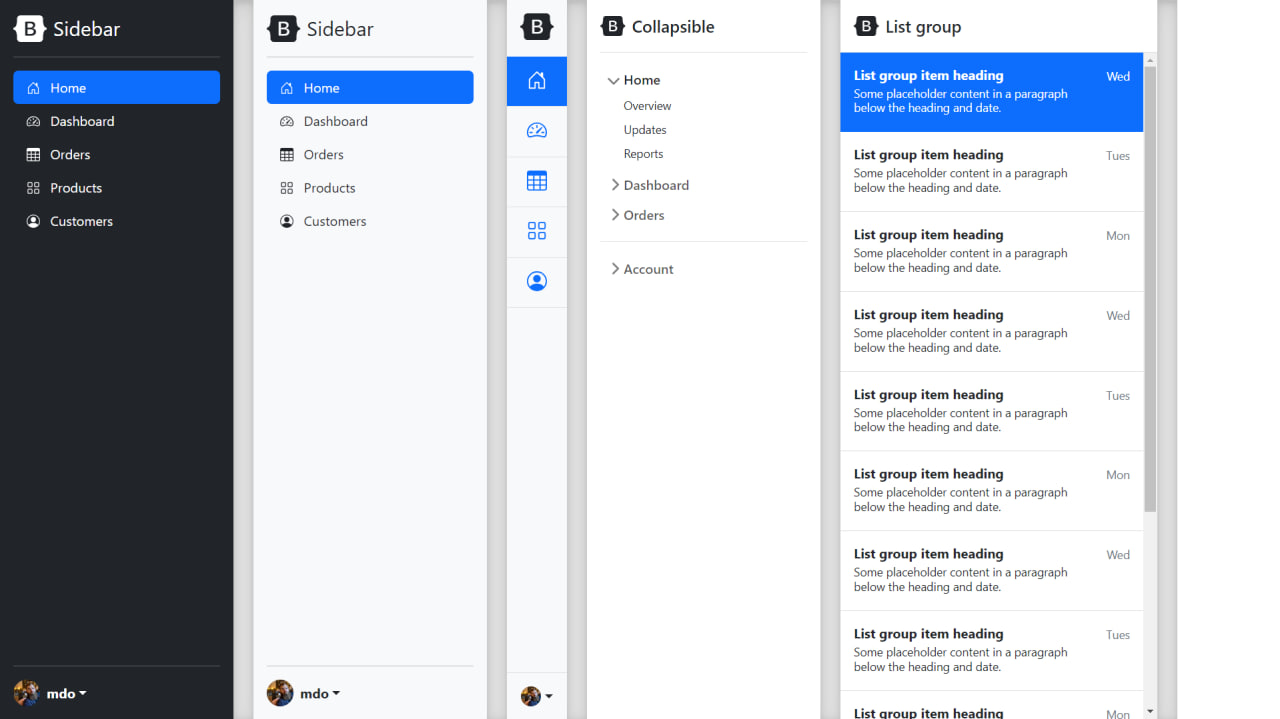 B Sidebar
Home
Dashboard
Orders
Products
Customers
mdo
B Sidebar
Home
Dashboard
Orders
Products
Customers
mdo
B
B Collapsible
Home
Overview
Updates
Reports
Dashboard
Orders
Account
B List group
List group item heading Wed
Some placeholder content in a paragraph
below the heading and date.
List group item heading Tues
Some placeholder content in a paragraph
below the heading and date.
List group item heading Mon
Some placeholder content in a paragraph
below the heading and date.
List group item heading Wed
Some placeholder content in a paragraph
below the heading and date.
List group item heading Tues
Some placeholder content in a paragraph
below the heading and date.
List group item heading Mon
Some placeholder content in a paragraph
below the heading and date.
List group item heading Wed
Some placeholder content in a paragraph
below the heading and date.
List group item heading Tues
Some placeholder content in a paragraph
below the heading and date.
List group item heading Mon